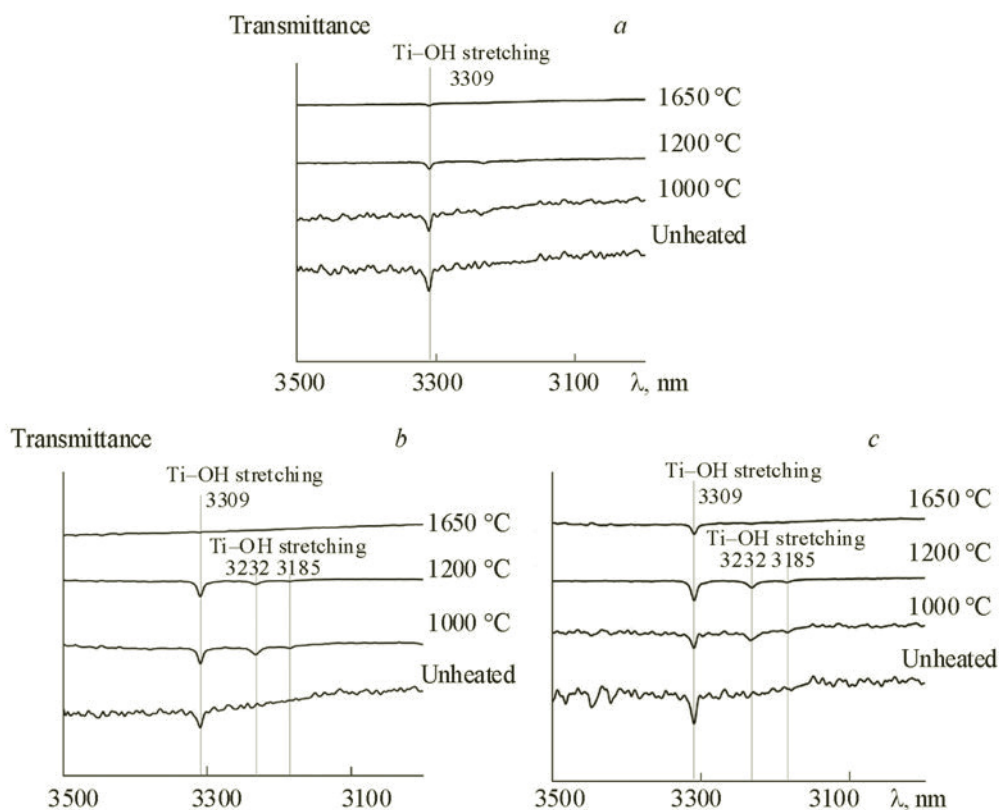 Transmittance a
Ti–OH stretching
3309
1650 °C
1200 °C
1000 °C
Unheated
3500 3300 3100 λ, nm
Transmittance b
Ti–OH stretching
3309
1650 °C
Ti–OH stretching
3232 3185
1200 °C
1000 °C
Unheated
3500 3300 3100
c
Ti–OH stretching
3309
1650 °C
Ti–OH stretching
3232 3185
1200 °C
1000 °C
Unheated
3500 3300 3100